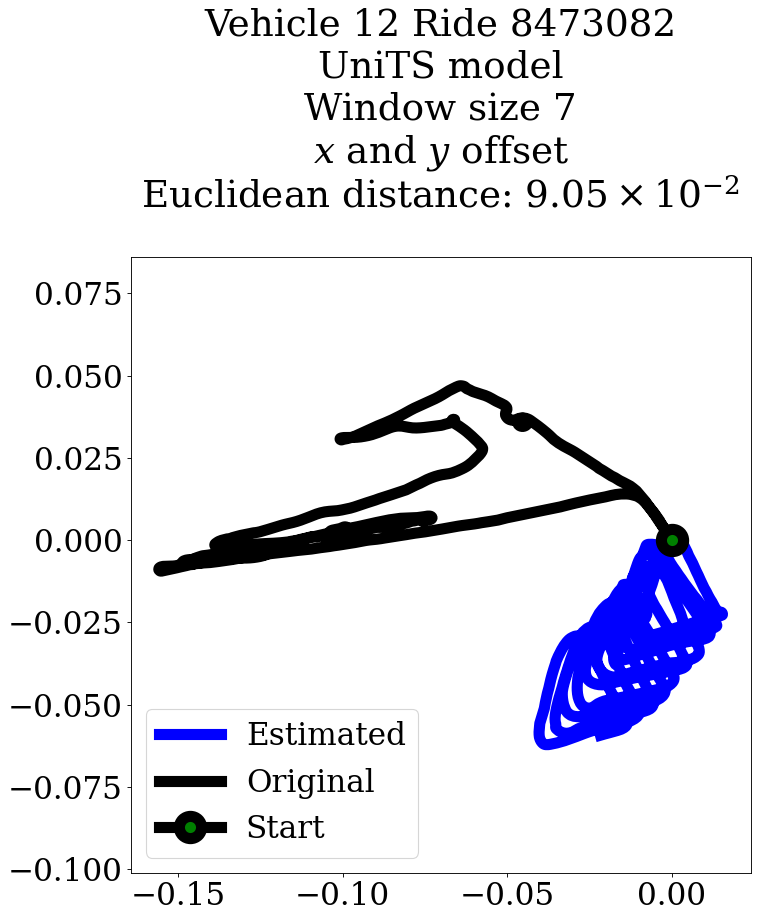 Vehicle 12 Ride 8473082
UniTS model
Window size 7
x and y offset
Euclidean distance: 9.05 × 10⁻²
0.075
0.050
0.025
0.000
−0.025
−0.050
−0.075
−0.100
Estimated
Original
Start
−0.15
−0.10
−0.05
0.00